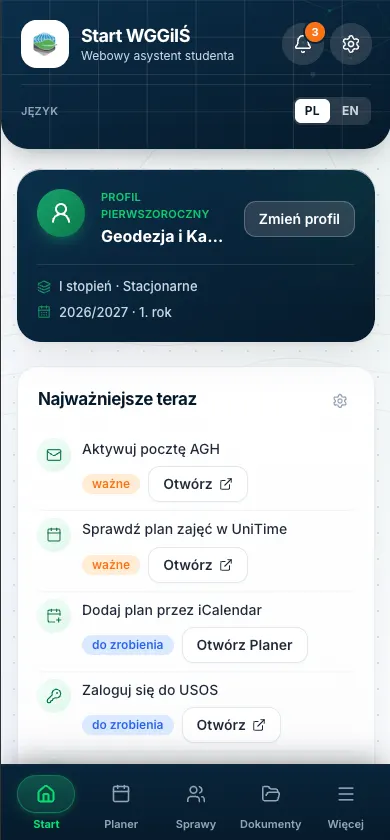 Start WGGiIŚ
Webowy asystent studenta
3
JĘZYK
PL
EN
PROFIL
PIERWSZOROCZNY
Geodezja i Ka...
Zmień profil
I stopień · Stacjonarne
2026/2027 · 1. rok
Najważniejsze teraz
Aktywuj pocztę AGH
ważne
Otwórz
Sprawdź plan zajęć w UniTime
ważne
Otwórz
Dodaj plan przez iCalendar
do zrobienia
Otwórz Planer
Zaloguj się do USOS
do zrobienia
Otwórz
Start
Planer
Sprawy
Dokumenty
Więcej